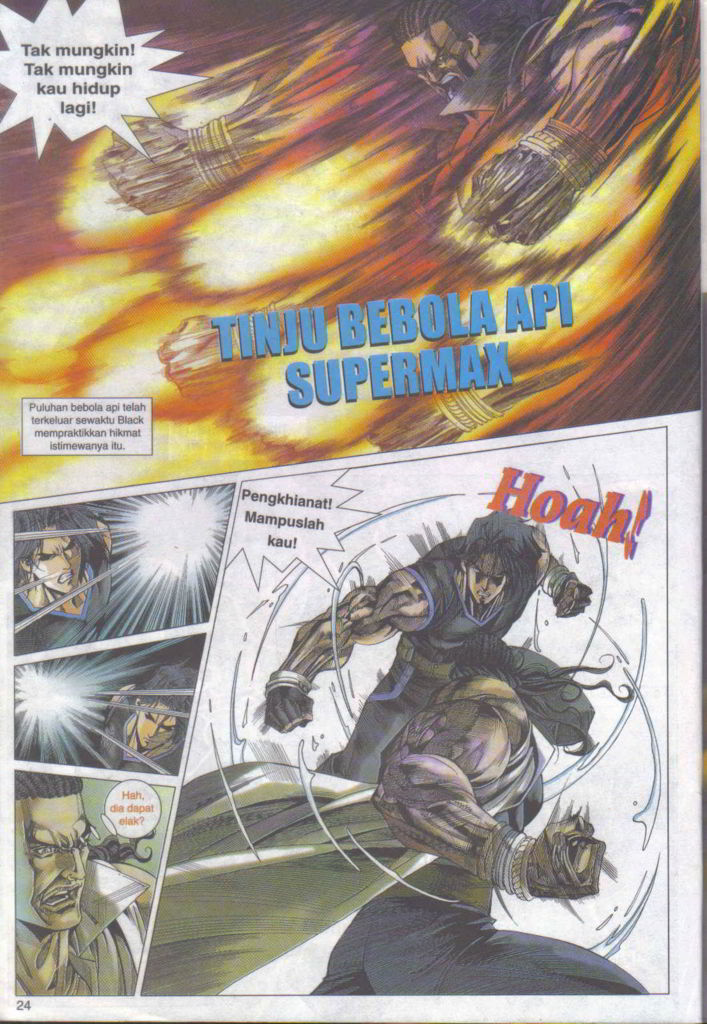 Tak mungkin!
Tak mungkin
kau hidup
lagi!
TINJU BEBOLA API
SUPERMAX
Puluhan bebola api telah
terkeluar sewaktu Black
mempraktikkan hikmat
istimewanya itu.
Pengkhianat!
Mampuslah
kau!
Hoah!
Hah,
dia dapat
elak?
24